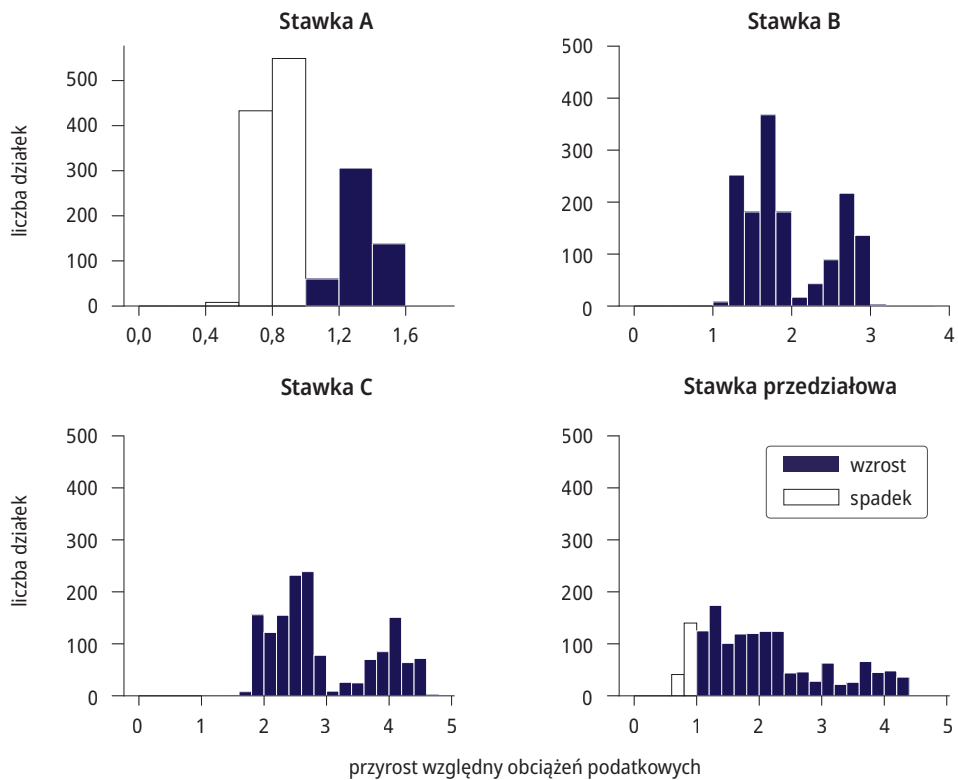 Stawka A
liczba działek
500
400
300
200
100
0
0,0 0,4 0,8 1,2 1,6
Stawka B
500
400
300
200
100
0
0 1 2 3 4
Stawka C
liczba działek
500
400
300
200
100
0
0 1 2 3 4 5
Stawka przedziałowa
500
400
300
200
100
0
wzrost
spadek
0 1 2 3 4 5
przyrost względny obciążeń podatkowych